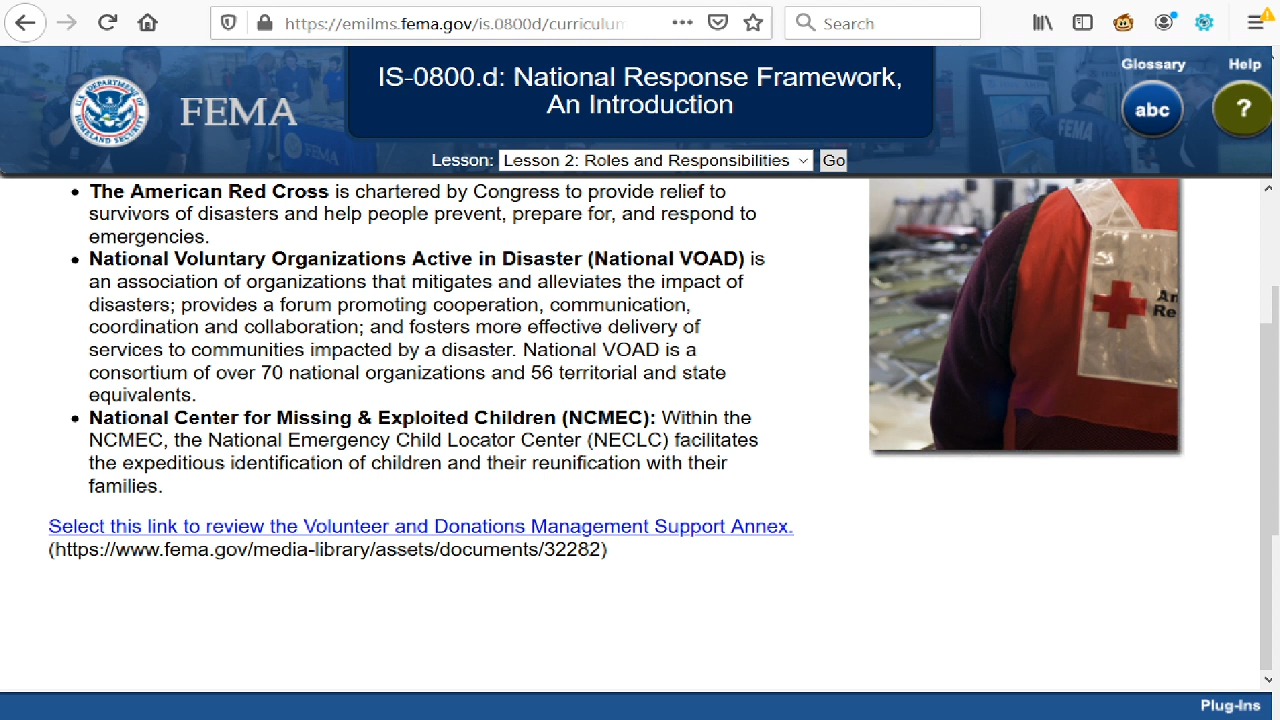 https://emilms.fema.gov/is.0800d/curriculum
Search
FEMA
IS-0800.d: National Response Framework,
An Introduction
Glossary
Help
abc
?
Lesson: Lesson 2: Roles and Responsibilities Go
• The American Red Cross is chartered by Congress to provide relief to
survivors of disasters and help people prevent, prepare for, and respond to
emergencies.
• National Voluntary Organizations Active in Disaster (National VOAD) is
an association of organizations that mitigates and alleviates the impact of
disasters; provides a forum promoting cooperation, communication,
coordination and collaboration; and fosters more effective delivery of
services to communities impacted by a disaster. National VOAD is a
consortium of over 70 national organizations and 56 territorial and state
equivalents.
• National Center for Missing & Exploited Children (NCMEC): Within the
NCMEC, the National Emergency Child Locator Center (NECLC) facilitates
the expeditious identification of children and their reunification with their
families.
Select this link to review the Volunteer and Donations Management Support Annex.
(https://www.fema.gov/media-library/assets/documents/32282)
Plug-Ins